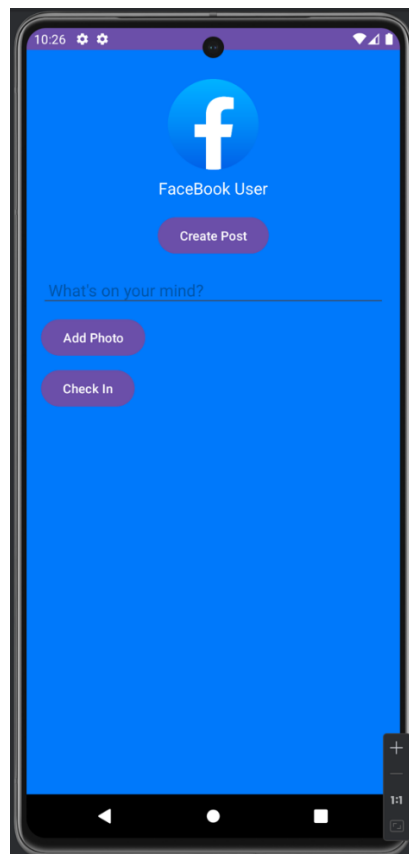 10:26
f
FaceBook User
Create Post
What's on your mind?
Add Photo
Check In
1:1